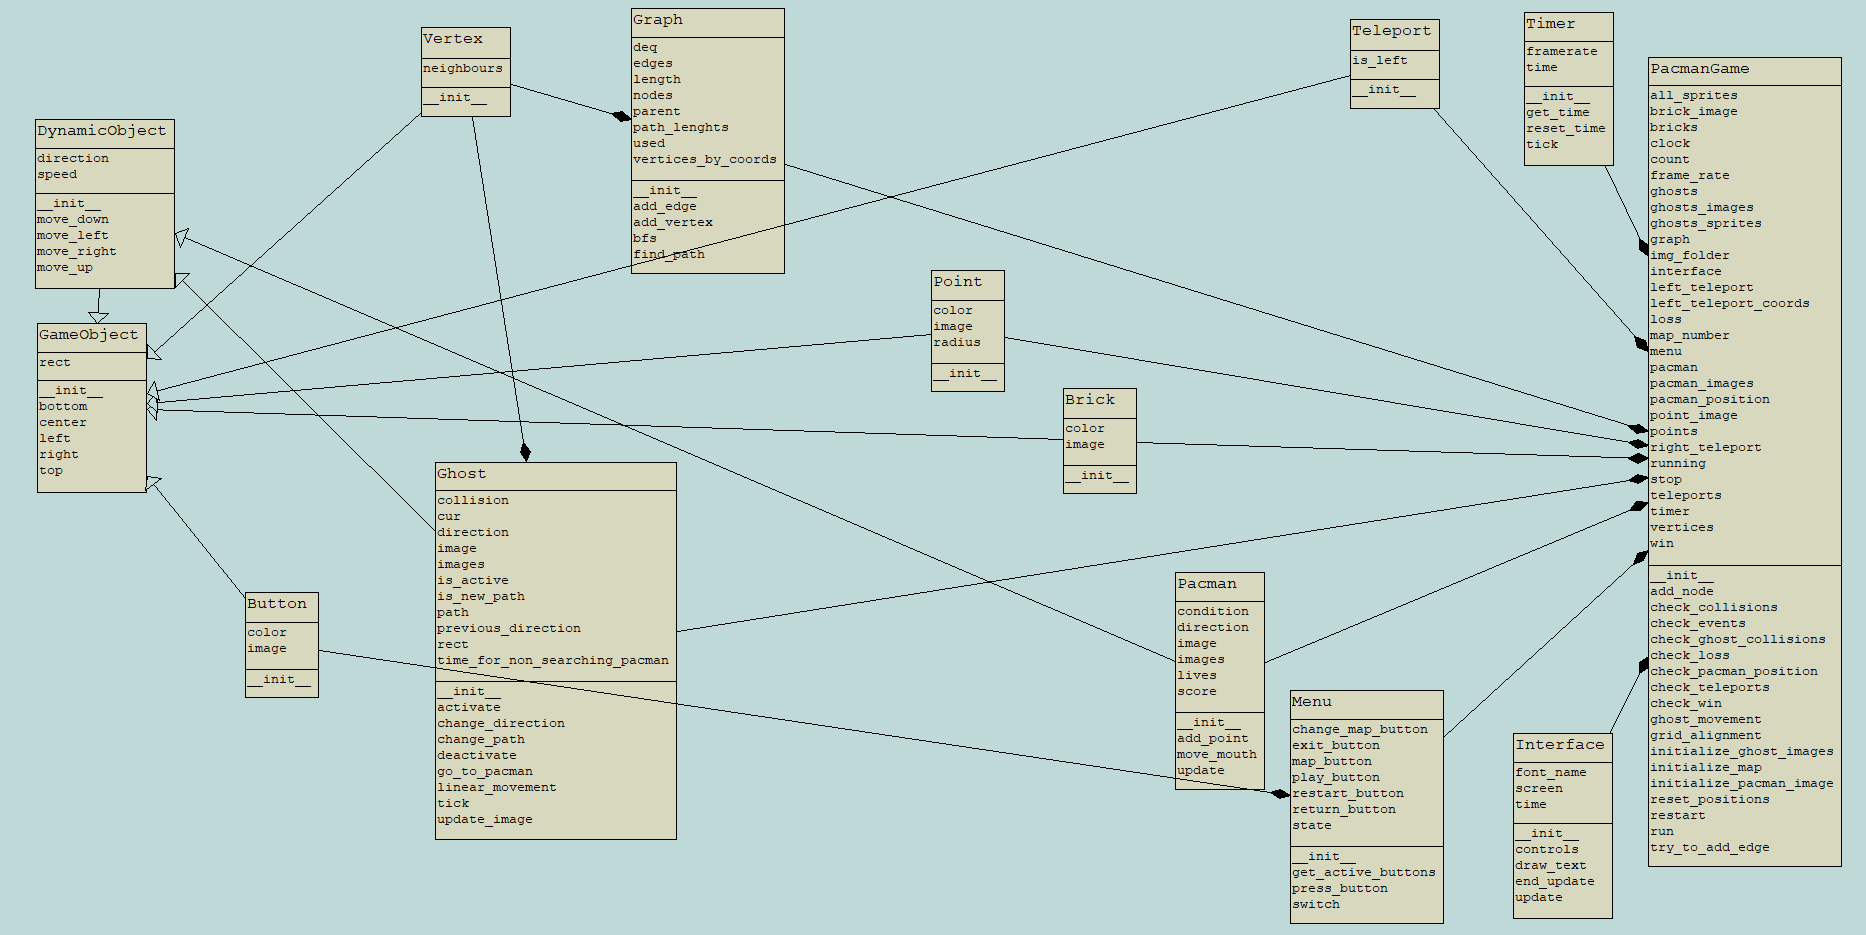 Vertex
neighbours
__init__
Graph
deq
edges
length
nodes
parent
path_lenghts
used
vertices_by_coords
__init__
add_edge
add_vertex
bfs
find_path
Teleport
is_left
__init__
Timer
framerate
time
__init__
get_time
reset_time
tick
PacmanGame
all_sprites
brick_image
bricks
clock
count
frame_rate
ghosts
ghosts_images
ghosts_sprites
graph
img_folder
interface
left_teleport
left_teleport_coords
loss
map_number
menu
pacman
pacman_images
pacman_position
point_image
points
right_teleport
running
stop
teleports
timer
vertices
win
__init__
add_node
check_collisions
check_events
check_ghost_collisions
check_loss
check_pacman_position
check_teleports
check_win
ghost_movement
grid_alignment
initialize_ghost_images
initialize_map
initialize_pacman_image
reset_positions
restart
run
try_to_add_edge
DynamicObject
direction
speed
__init__
move_down
move_left
move_right
move_up
GameObject
rect
__init__
bottom
center
left
right
top
Point
color
image
radius
__init__
Brick
color
image
__init__
Ghost
collision
cur
direction
image
images
is_active
is_new_path
path
previous_direction
rect
time_for_non_searching_pacman
__init__
activate
change_direction
change_path
deactivate
go_to_pacman
linear_movement
tick
update_image
Button
color
image
__init__
Pacman
condition
direction
image
images
lives
score
__init__
add_point
move_mouth
update
Menu
change_map_button
exit_button
map_button
play_button
restart_button
return_button
state
__init__
get_active_buttons
press_button
switch
Interface
font_name
screen
time
__init__
controls
draw_text
end_update
update